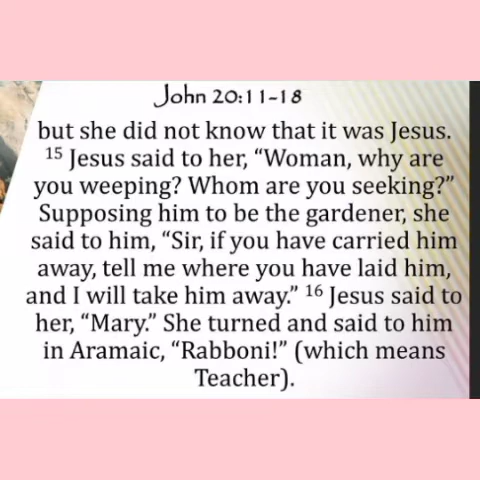 John 20:11-18
but she did not know that it was Jesus.
15 Jesus said to her, “Woman, why are
you weeping? Whom are you seeking?”
Supposing him to be the gardener, she
said to him, “Sir, if you have carried him
away, tell me where you have laid him,
and I will take him away.” 16 Jesus said to
her, “Mary.” She turned and said to him
in Aramaic, “Rabboni!” (which means
Teacher).